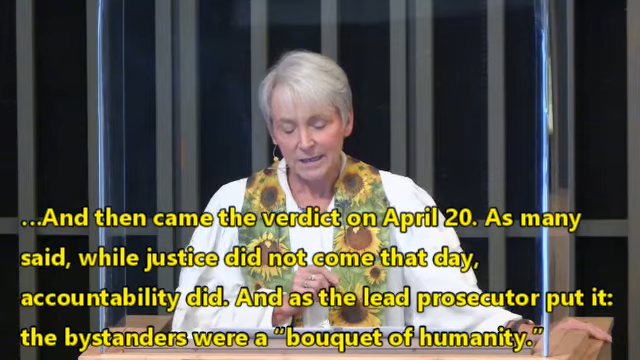 ...And then came the verdict on April 20. As many
said, while justice did not come that day,
accountability did. And as the lead prosecutor put it:
the bystanders were a “bouquet of humanity.”